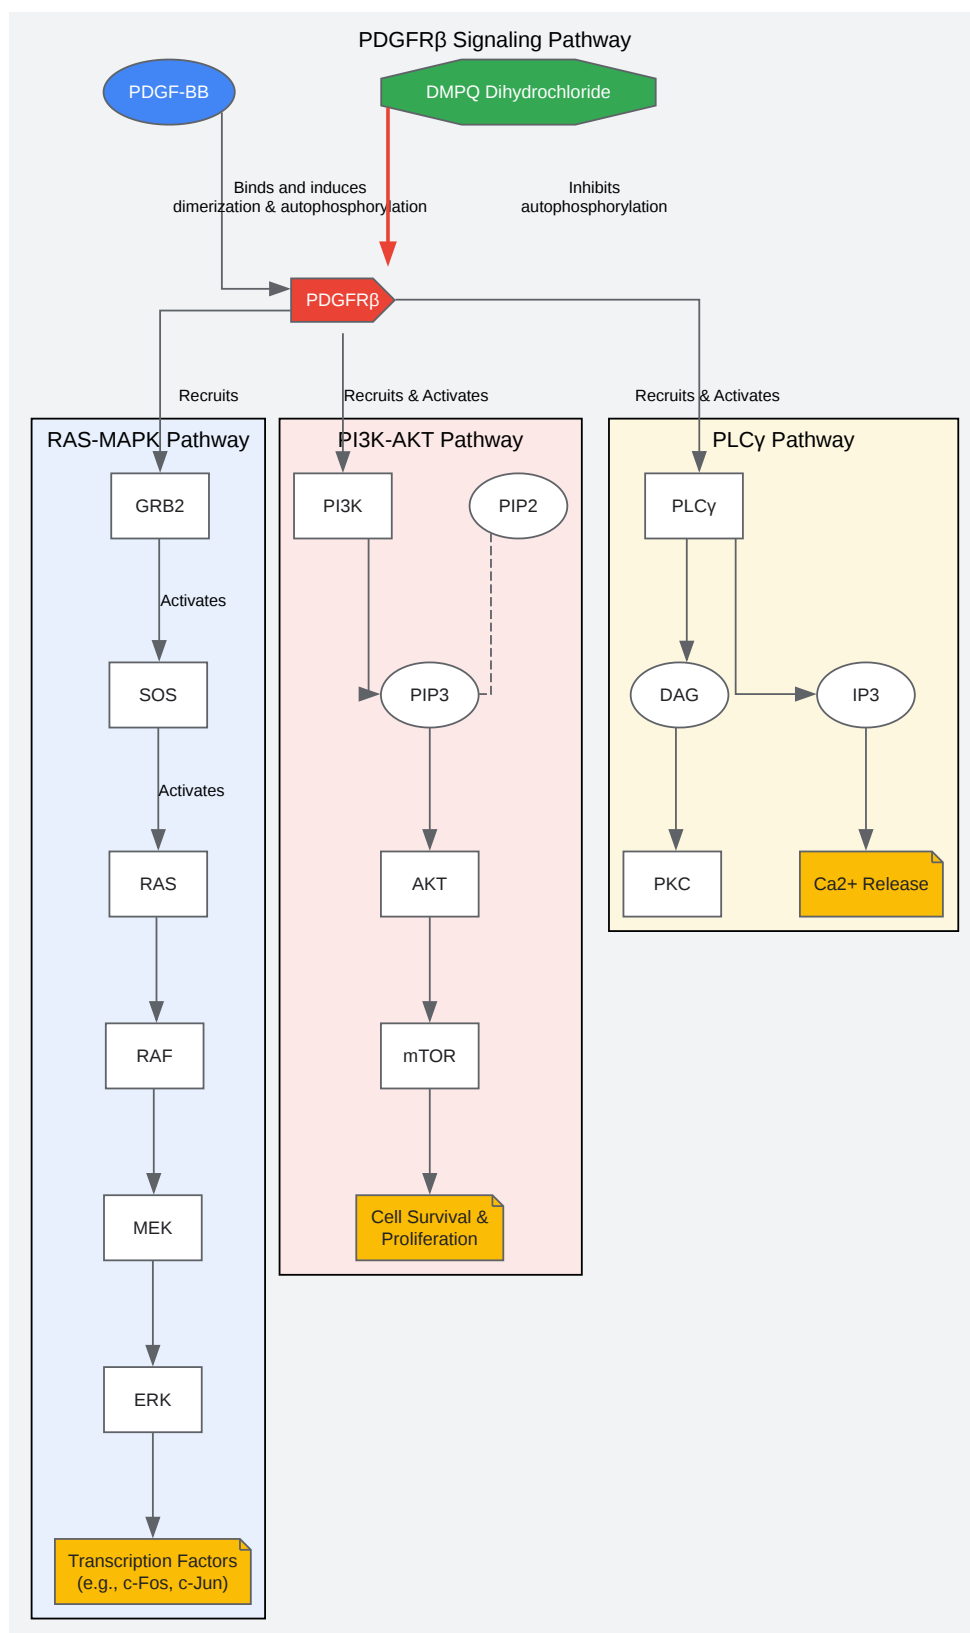 PDGFRβ Signaling Pathway
PDGF-BB
DMPQ Dihydrochloride
Binds and induces
dimerization & autophosphorylation
Inhibits
autophosphorylation
PDGFRβ
Recruits
Recruits & Activates
Recruits & Activates
RAS-MAPK Pathway
GRB2
Activates
SOS
Activates
RAS
RAF
MEK
ERK
Transcription Factors
(e.g., c-Fos, c-Jun)
PI3K-AKT Pathway
PI3K
PIP2
PIP3
AKT
mTOR
Cell Survival &
Proliferation
PLCγ Pathway
PLCγ
DAG
IP3
PKC
Ca2+ Release